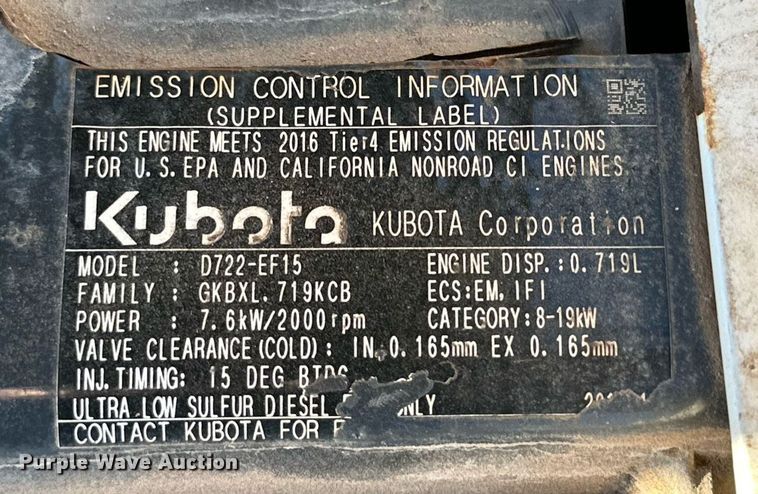 EMISSION CONTROL INFORMATION
(SUPPLEMENTAL LABEL)
THIS ENGINE MEETS 2016 Tier4 EMISSION REGULATIONS
FOR U.S.EPA AND CALIFORNIA NONROAD CI ENGINES.
Kubota KUBOTA Corporation
MODEL : D722-EF15 ENGINE DISP.:0.719L
FAMILY : GKBXL.719KCB ECS:EM,IFI
POWER : 7.6kW/2000rpm CATEGORY:8-19kW
VALVE CLEARANCE(COLD): IN 0.165mm EX 0.165mm
INJ.TIMING: 15 DEG
ULTRA LOW SULFUR DIESEL ONLY
CONTACT KUBOTA FOR
Purple Wave Auction